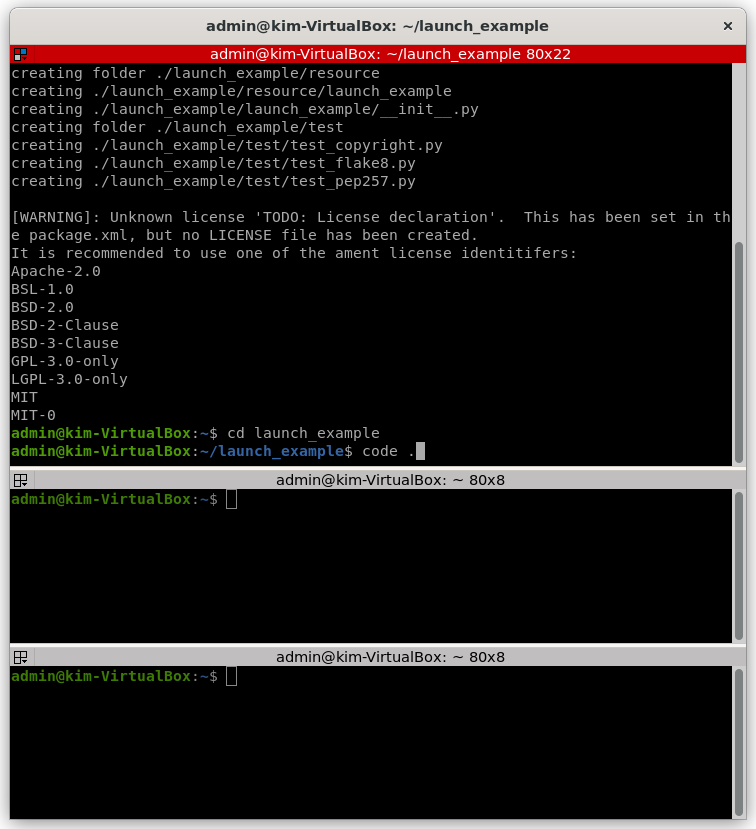 admin@kim-VirtualBox: ~/launch_example
admin@kim-VirtualBox: ~/launch_example 80x22
creating folder ./launch_example/resource
creating ./launch_example/resource/launch_example
creating ./launch_example/launch_example/__init__.py
creating folder ./launch_example/test
creating ./launch_example/test/test_copyright.py
creating ./launch_example/test/test_flake8.py
creating ./launch_example/test/test_pep257.py
[WARNING]: Unknown license 'TODO: License declaration'.  This has been set in th
e package.xml, but no LICENSE file has been created.
It is recommended to use one of the ament license identitifers:
Apache-2.0
BSL-1.0
BSD-2.0
BSD-2-Clause
BSD-3-Clause
GPL-3.0-only
LGPL-3.0-only
MIT
MIT-0
admin@kim-VirtualBox:~$ cd launch_example
admin@kim-VirtualBox:~/launch_example$ code .
admin@kim-VirtualBox: ~ 80x8
admin@kim-VirtualBox:~$
admin@kim-VirtualBox: ~ 80x8
admin@kim-VirtualBox:~$